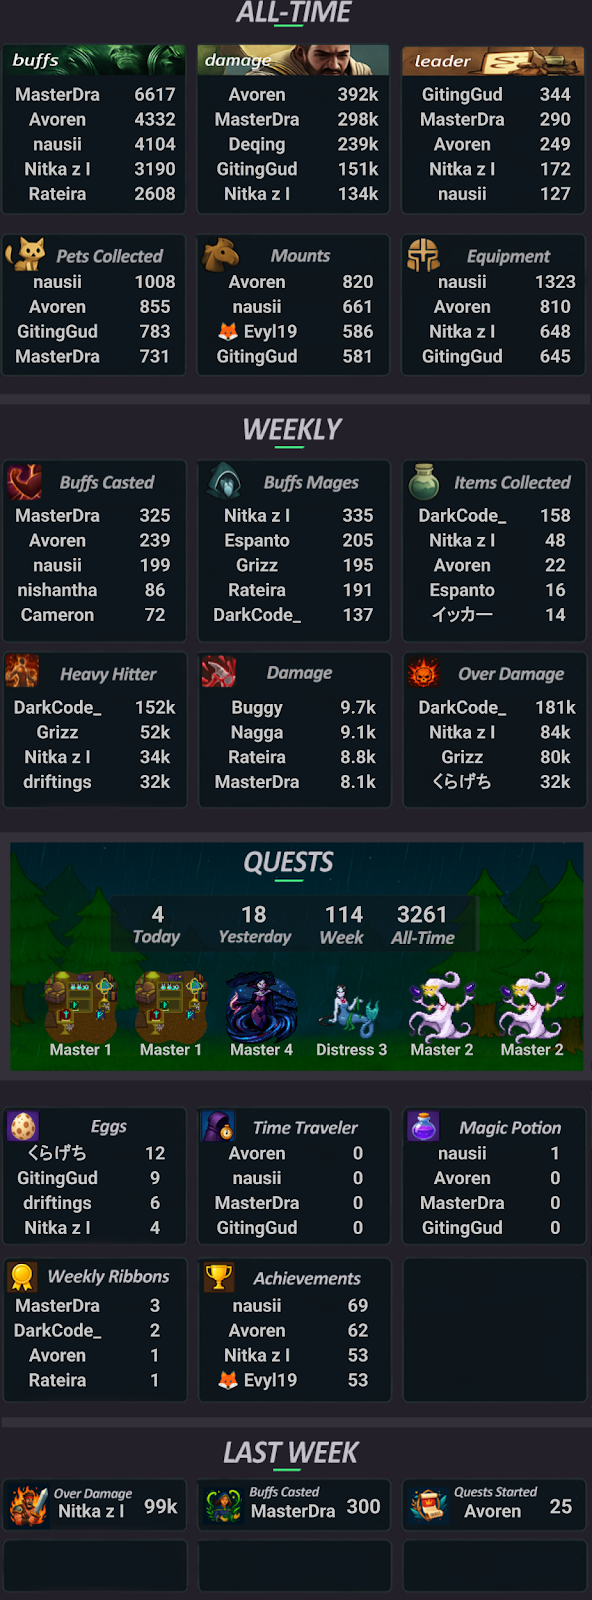 ALL-TIME
buffs
MasterDra 6617
Avoren 4332
nausii 4104
Nitka z I 3190
Rateira 2608
damage
Avoren 392k
MasterDra 298k
Deqing 239k
GitingGud 151k
Nitka z I 134k
leader
GitingGud 344
MasterDra 290
Avoren 249
Nitka z I 172
nausii 127
Pets Collected
nausii 1008
Avoren 855
GitingGud 783
MasterDra 731
Mounts
Avoren 820
nausii 661
🦊 Evyl19 586
GitingGud 581
Equipment
nausii 1323
Avoren 810
Nitka z I 648
GitingGud 645
WEEKLY
Buffs Casted
MasterDra 325
Avoren 239
nausii 199
nishantha 86
Cameron 72
Buffs Mages
Nitka z I 335
Espanto 205
Grizz 195
Rateira 191
DarkCode_ 137
Items Collected
DarkCode_ 158
Nitka z I 48
Avoren 22
Espanto 16
イッカー 14
Heavy Hitter
DarkCode_ 152k
Grizz 52k
Nitka z I 34k
driftings 32k
Damage
Buggy 9.7k
Nagga 9.1k
Rateira 8.8k
MasterDra 8.1k
Over Damage
DarkCode_ 181k
Nitka z I 84k
Grizz 80k
くらげち 32k
QUESTS
4 18 114 3261
Today Yesterday Week All-Time
Master 1 Master 1 Master 4 Distress 3 Master 2 Master 2
Eggs
くらげち 12
GitingGud 9
driftings 6
Nitka z I 4
Time Traveler
Avoren 0
nausii 0
MasterDra 0
GitingGud 0
Magic Potion
nausii 1
Avoren 0
MasterDra 0
GitingGud 0
Weekly Ribbons
MasterDra 3
DarkCode_ 2
Avoren 1
Rateira 1
Achievements
nausii 69
Avoren 62
Nitka z I 53
🦊 Evyl19 53
LAST WEEK
Over Damage
Nitka z I 99k
Buffs Casted
MasterDra 300
Quests Started
Avoren 25